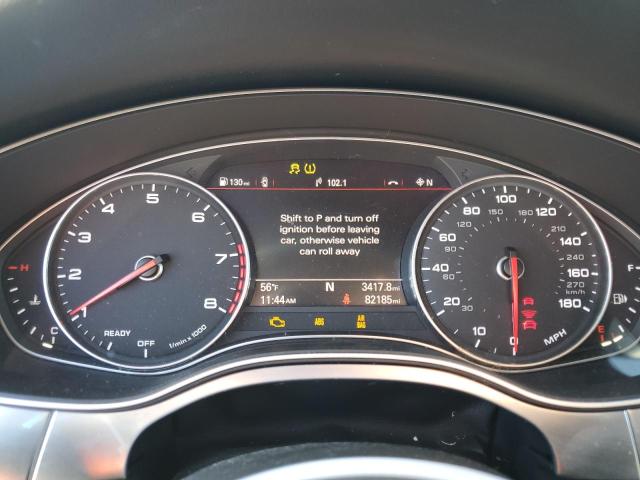 130mi 102.1 N
Shift to P and turn off
ignition before leaving
car, otherwise vehicle
can roll away
56°F N 3417.8mi
11:44AM 82185mi
ABS AIR BAG
1 2 3 4 5 6 7 8
READY OFF 1/min x 1000
H
C
0 10 20 40 60 80 100 120 140 160 180
30 60 90 120 150 180 210 240 270
km/h
MPH
F
E